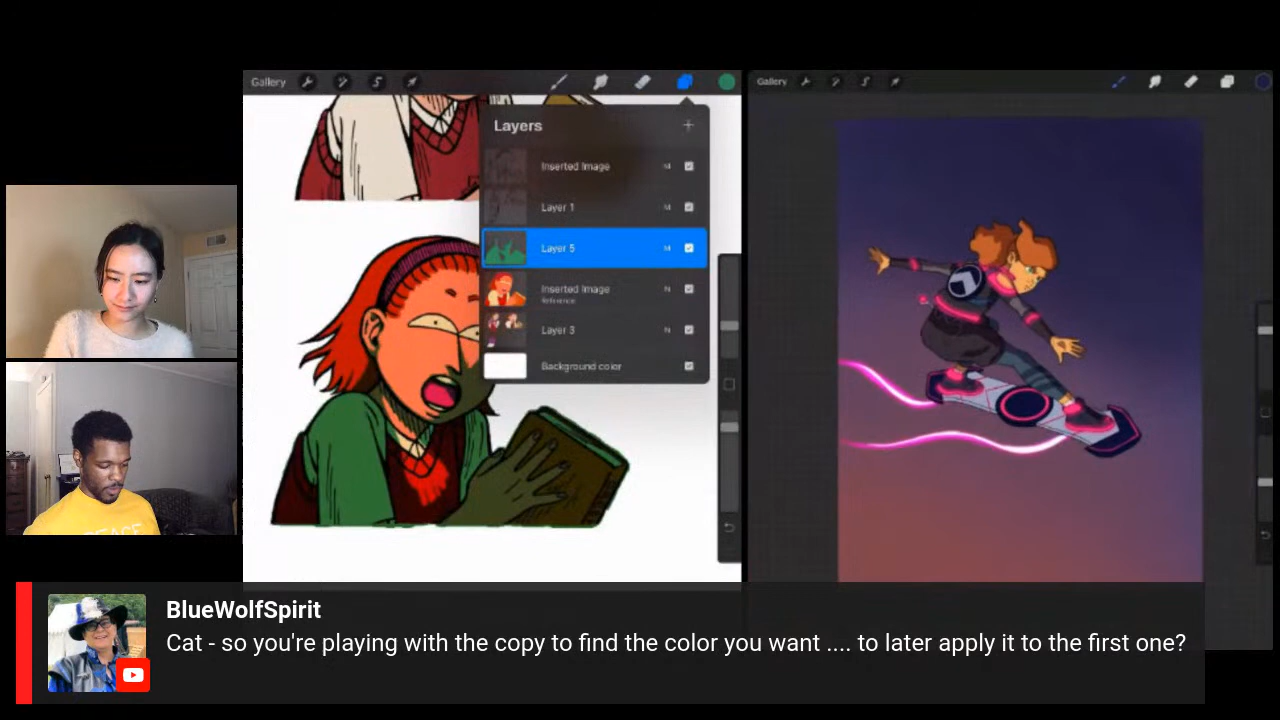 Gallery
Layers
Inserted Image M
Layer 1 M
Layer 5 M
Inserted Image N
Reference
Layer 3 N
Background color
Gallery
BlueWolfSpirit
Cat - so you're playing with the copy to find the color you want .... to later apply it to the first one?